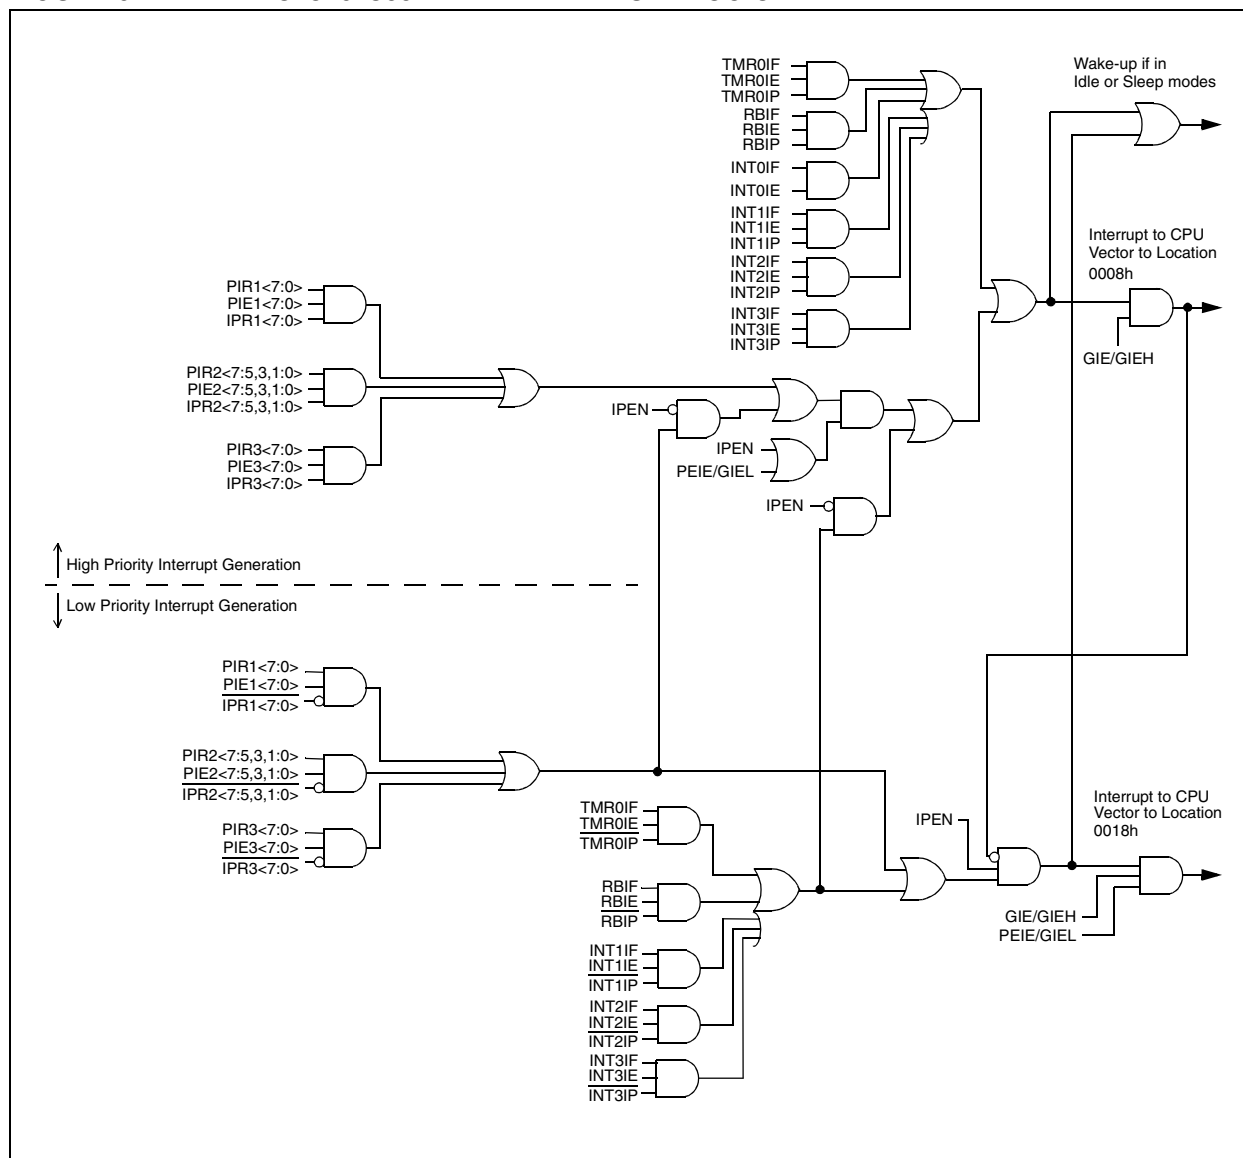 TMR0IF
TMR0IE
TMR0IP
RBIF
RBIE
RBIP
INT0IF
INT0IE
INT1IF
INT1IE
INT1IP
INT2IF
INT2IE
INT2IP
INT3IF
INT3IE
INT3IP
Wake-up if in
Idle or Sleep modes
Interrupt to CPU
Vector to Location
0008h
GIE/GIEH
PIR1<7:0>
PIE1<7:0>
IPR1<7:0>
PIR2<7:5,3,1:0>
PIE2<7:5,3,1:0>
IPR2<7:5,3,1:0>
PIR3<7:0>
PIE3<7:0>
IPR3<7:0>
IPEN
IPEN
PEIE/GIEL
IPEN
High Priority Interrupt Generation
Low Priority Interrupt Generation
PIR1<7:0>
PIE1<7:0>
IPR1<7:0>
PIR2<7:5,3,1:0>
PIE2<7:5,3,1:0>
IPR2<7:5,3,1:0>
PIR3<7:0>
PIE3<7:0>
IPR3<7:0>
TMR0IF
TMR0IE
TMR0IP
RBIF
RBIE
RBIP
INT1IF
INT1IE
INT1IP
INT2IF
INT2IE
INT2IP
INT3IF
INT3IE
INT3IP
IPEN
Interrupt to CPU
Vector to Location
0018h
GIE/GIEH
PEIE/GIEL